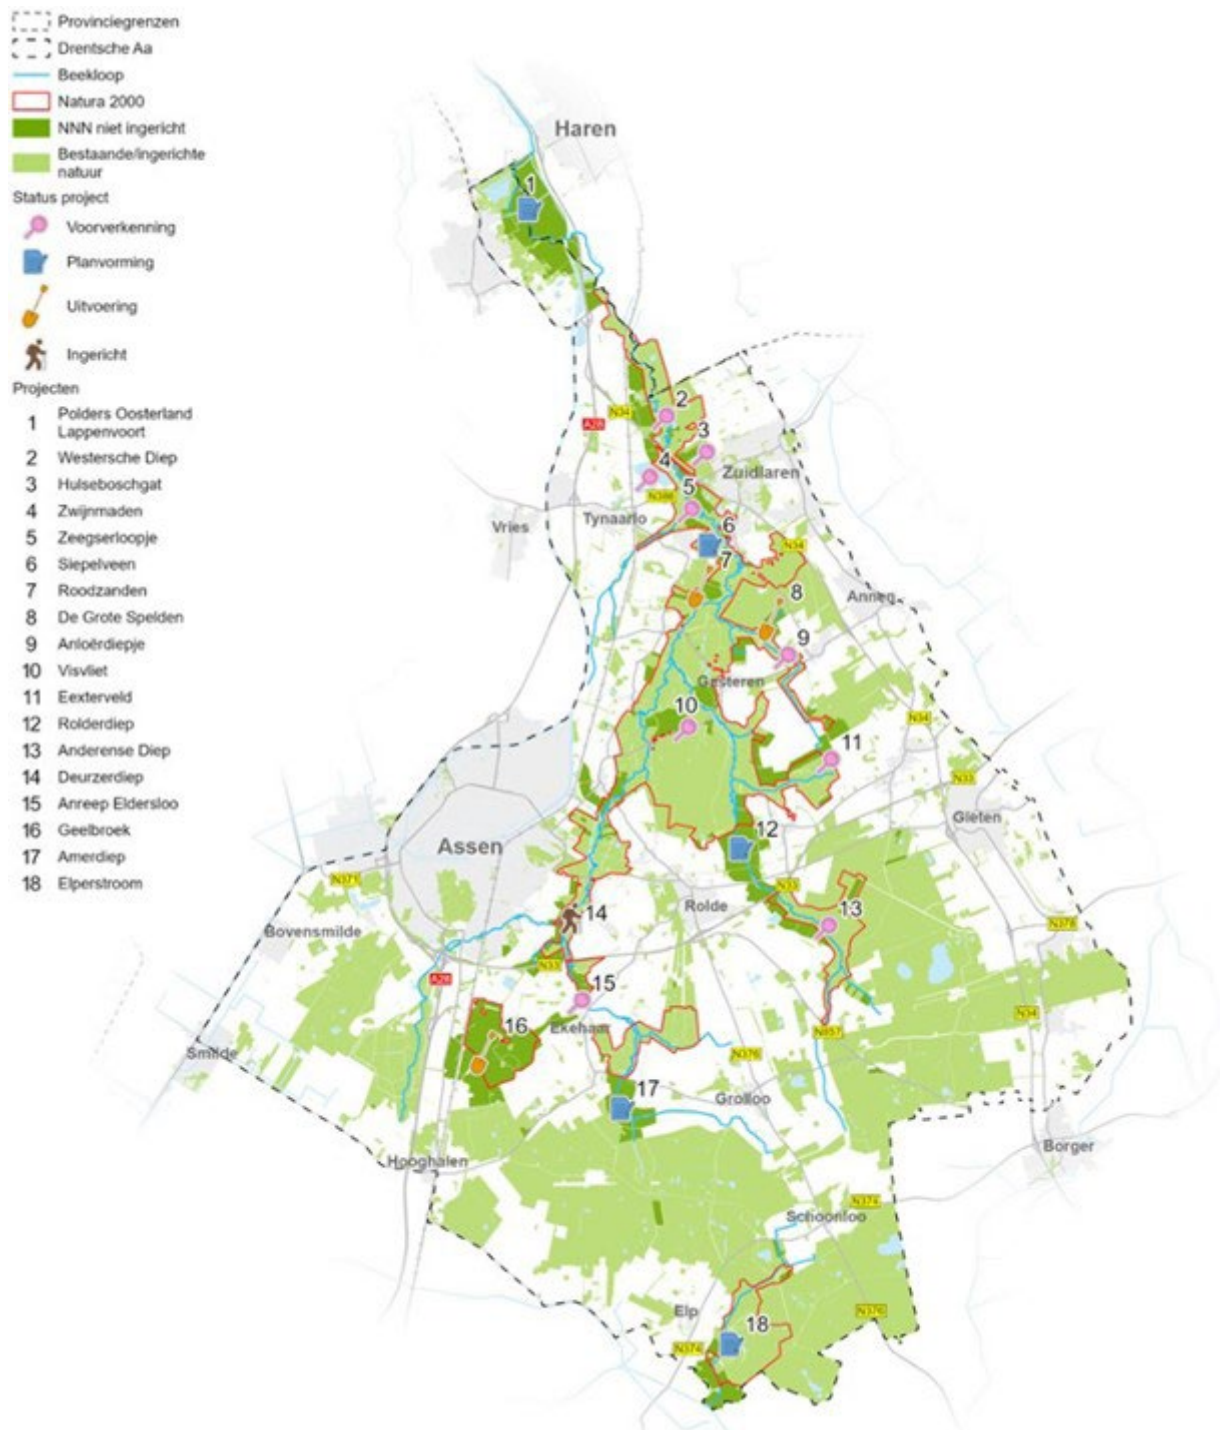 Provinciegrenzen
Drentsche Aa
Beekloop
Natura 2000
NNN niet ingericht
Bestaande/ingerichte
natuur
Status project
Voorverkenning
Planvorming
Uitvoering
Ingericht
Projecten
1 Polders Oosterland
Lappenvoort
2 Westersche Diep
3 Hulseboschgat
4 Zwijnmaden
5 Zeegserloopje
6 Siepelveen
7 Roodzanden
8 De Grote Spelden
9 Anloërdiepje
10 Visvliet
11 Eexterveld
12 Rolderdiep
13 Anderense Diep
14 Deurzerdiep
15 Anreep Eldersloo
16 Geelbroek
17 Amerdiep
18 Elperstroom
Haren
1
2
N34
A28
3
4
Zuidlaren
N386
5
Tynaarlo
Vries
6
N34
7
8
Annen
9
Gasteren
10
N34
11
N33
Gieten
12
Assen
N371
N33
Rolde
13
14
N376
Bovensmilde
N33
A28
15
N34
16
Ekehaar
N857
Smilde
N376
17
Grolloo
Borger
Hooghalen
N374
Schoonloo
Elp
N376
18
N374